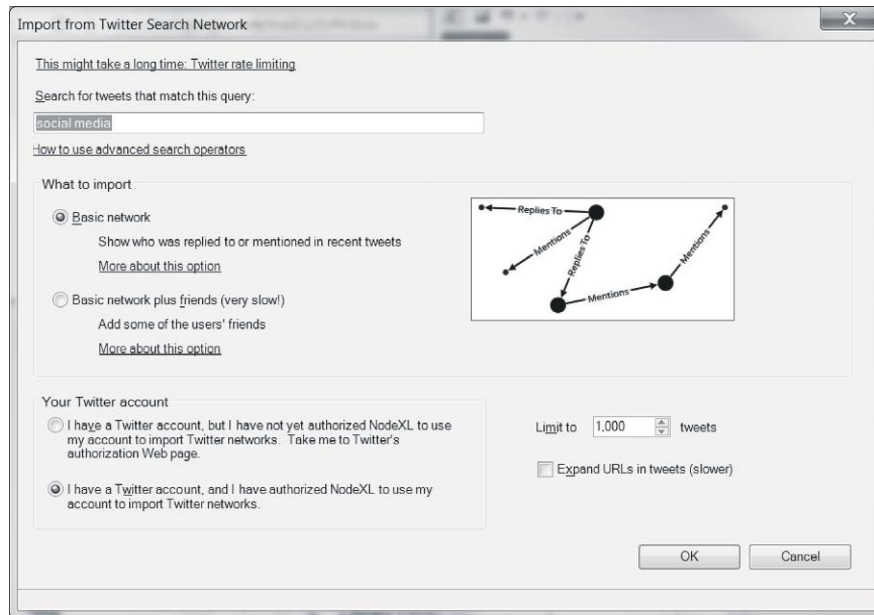 Import from Twitter Search Network
X
This might take a long time: Twitter rate limiting
Search for tweets that match this query:
social media
How to use advanced search operators
What to import
Basic network
Show who was replied to or mentioned in recent tweets
More about this option
Basic network plus friends (very slow!)
Add some of the users' friends
More about this option
Replies To
Mentions
Replies To
Mentions
Mentions
Your Twitter account
I have a Twitter account, but I have not yet authorized NodeXL to use
my account to import Twitter networks. Take me to Twitter's
authorization Web page.
I have a Twitter account, and I have authorized NodeXL to use my
account to import Twitter networks.
Limit to 1,000 tweets
Expand URLs in tweets (slower)
OK
Cancel